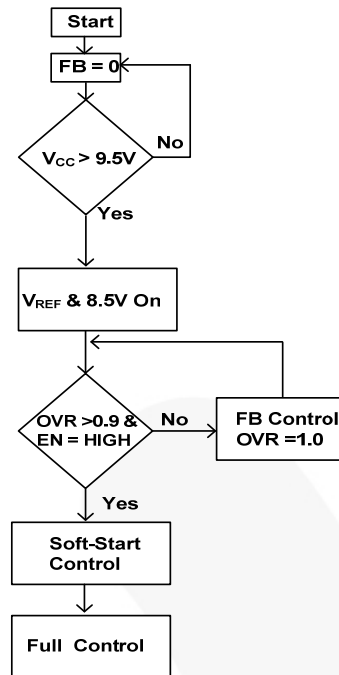 Start
FB = 0
No
VCC > 9.5V
Yes
VREF & 8.5V On
OVR >0.9 &
EN = HIGH
No
FB Control
OVR =1.0
Yes
Soft-Start
Control
Full Control